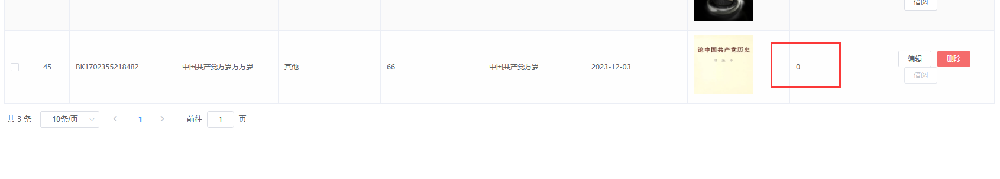 借阅
45 BK1702355218482 中国共产党万岁万万岁 其他 66 中国共产党万岁 2023-12-03 论中国共产党历史 0 编辑 删除
借阅
共 3 条 10条/页 1 前往 1 页